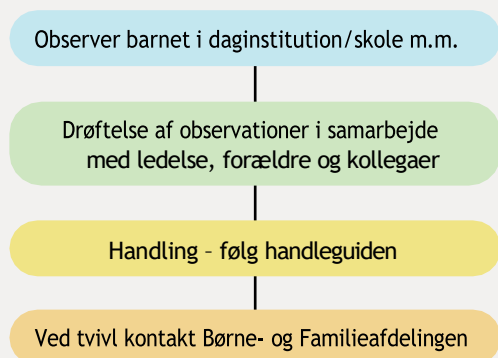 Observer barnet i daginstitution/skole m.m.
Drøftelse af observationer i samarbejde
med ledelse, forældre og kollegaer
Handling - følg handleguiden
Ved tvivl kontakt Børne- og Familieafdelingen